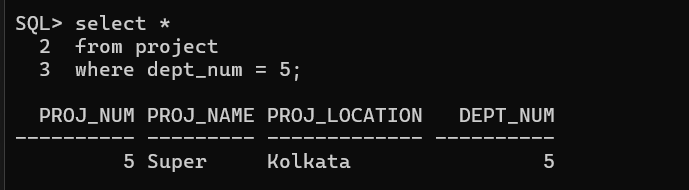 SQL> select *
  2  from project
  3  where dept_num = 5;
  PROJ_NUM PROJ_NAME PROJ_LOCATION   DEPT_NUM
---------- --------- ------------- ----------
         5 Super     Kolkata                5